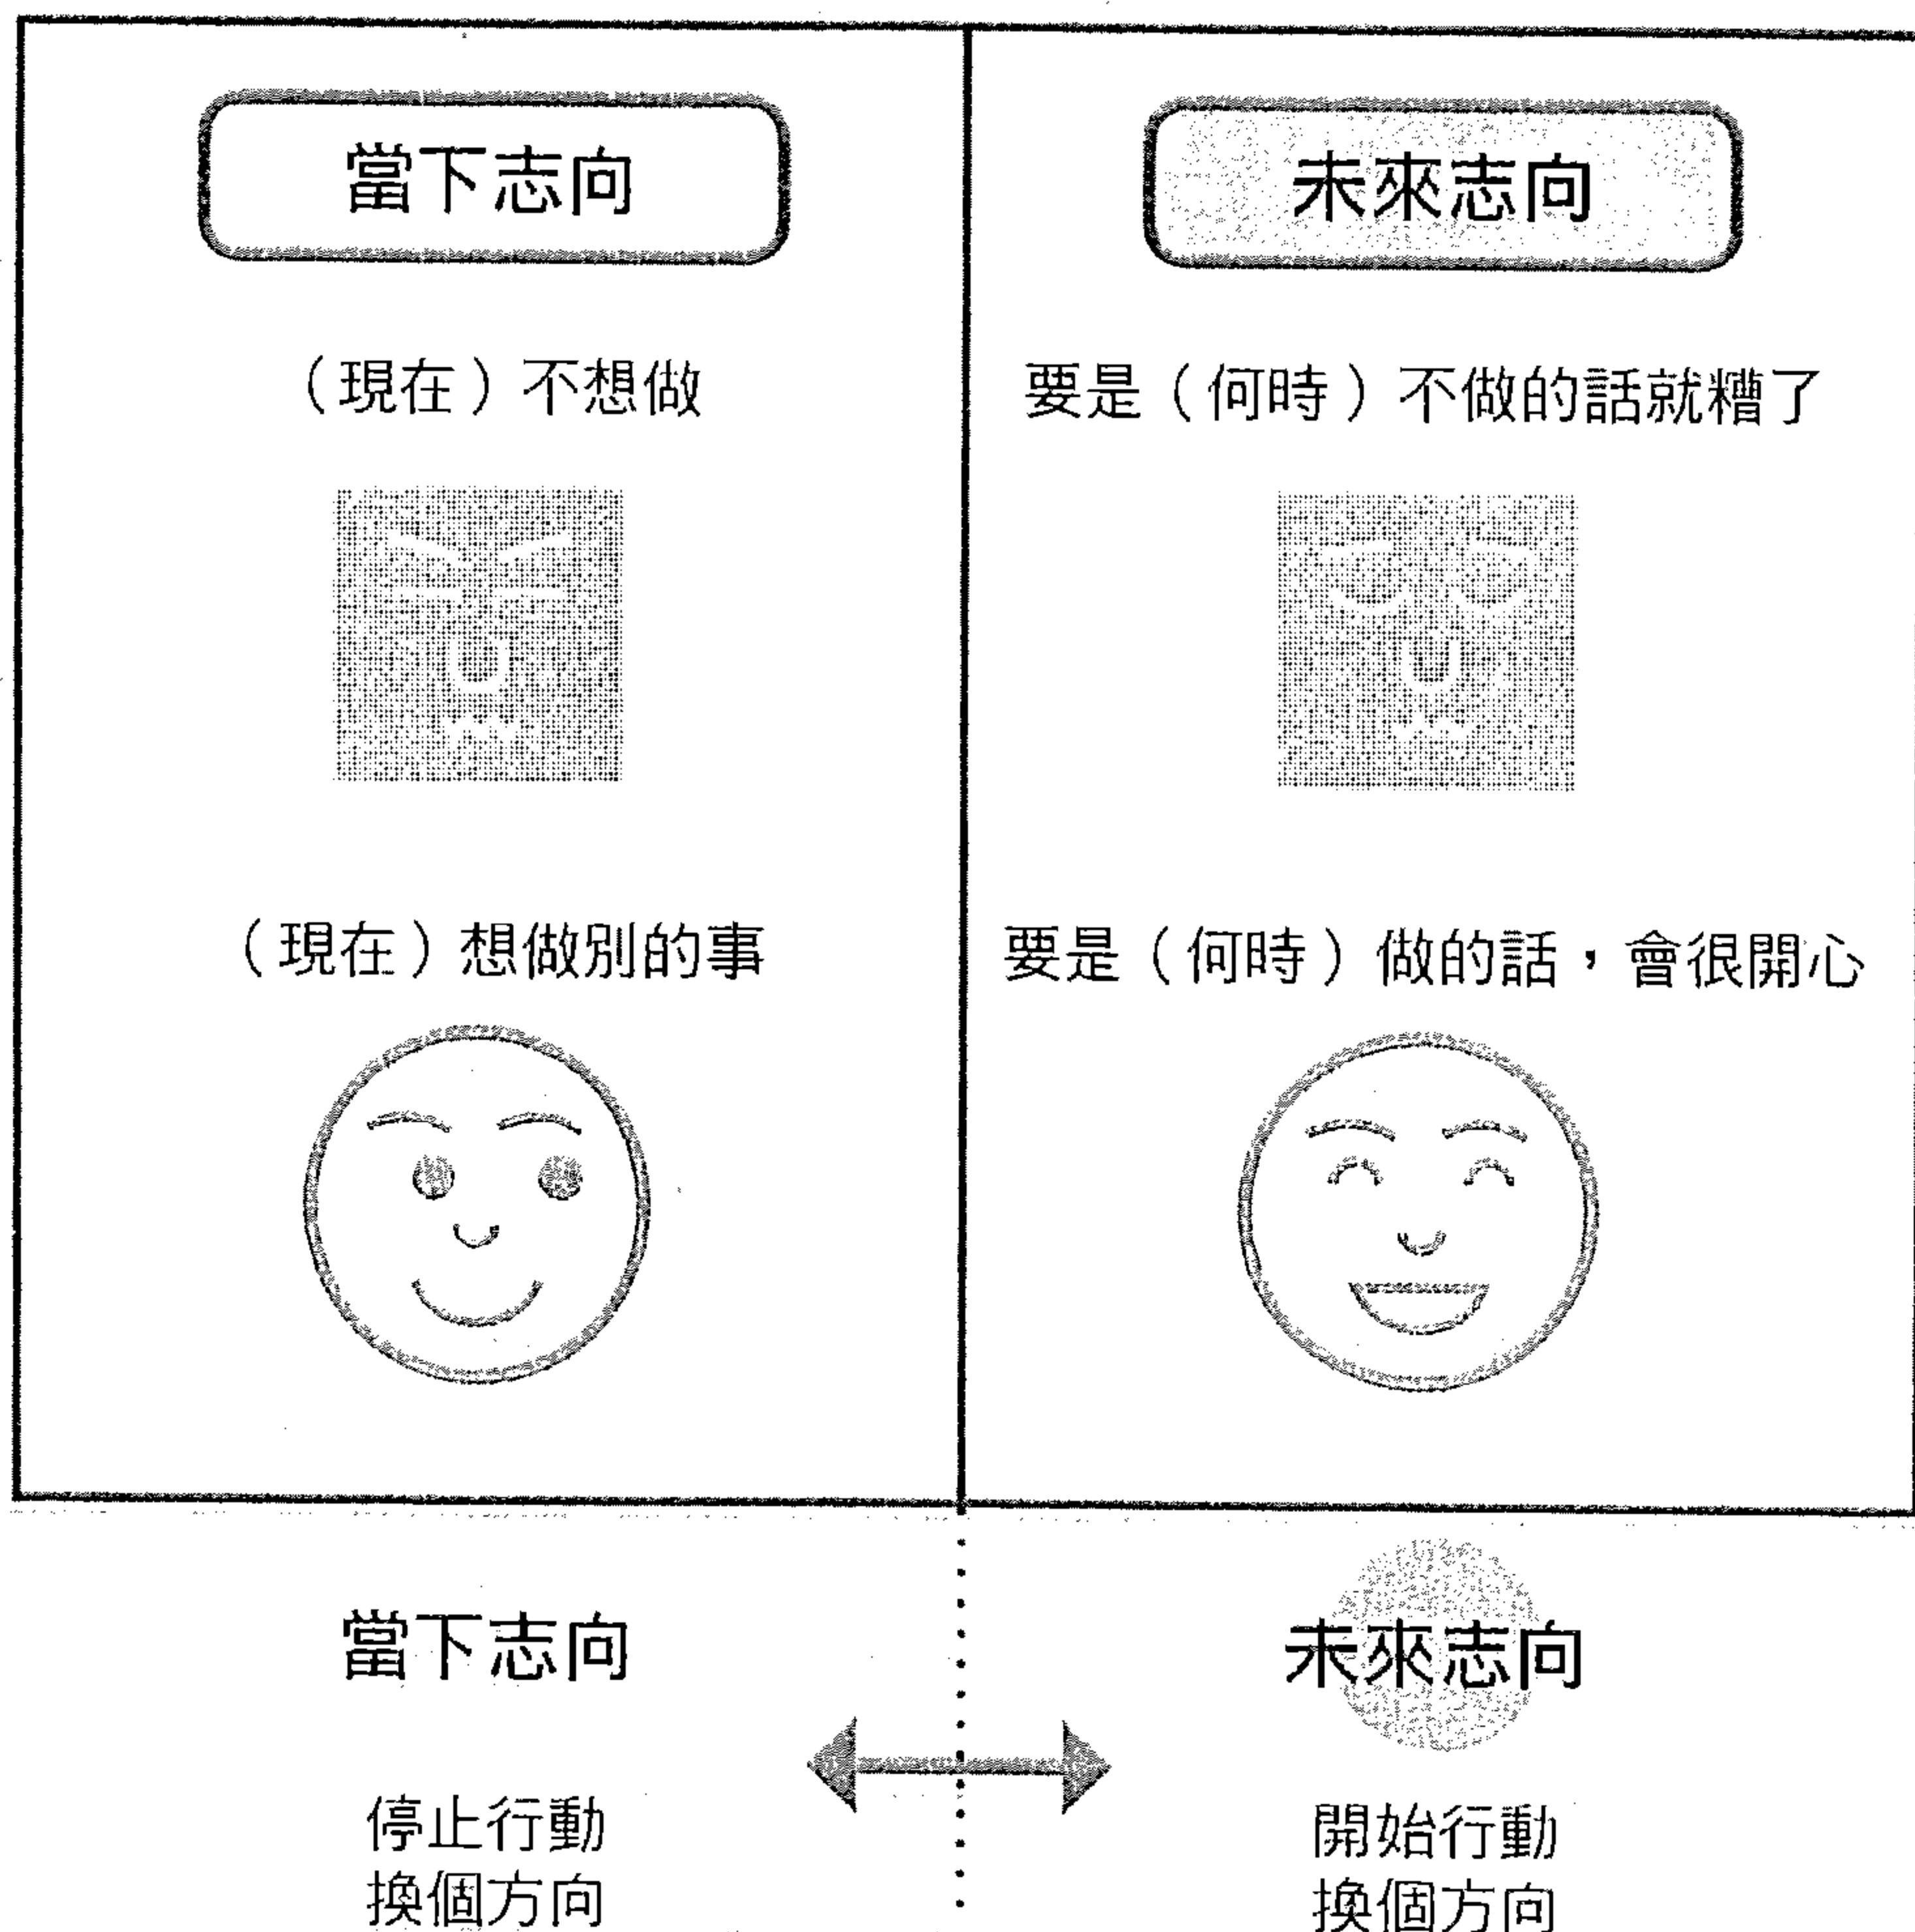 當下志向
（現在）不想做
（現在）想做別的事
未來志向
要是（何時）不做的話就糟了
要是（何時）做的話，會很開心
當下志向
停止行動
換個方向
未來志向
開始行動
換個方向